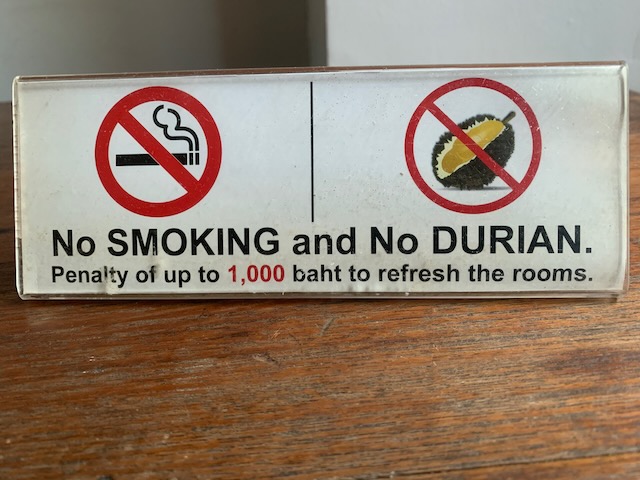 No SMOKING and No DURIAN.
Penalty of up to 1,000 baht to refresh the rooms.